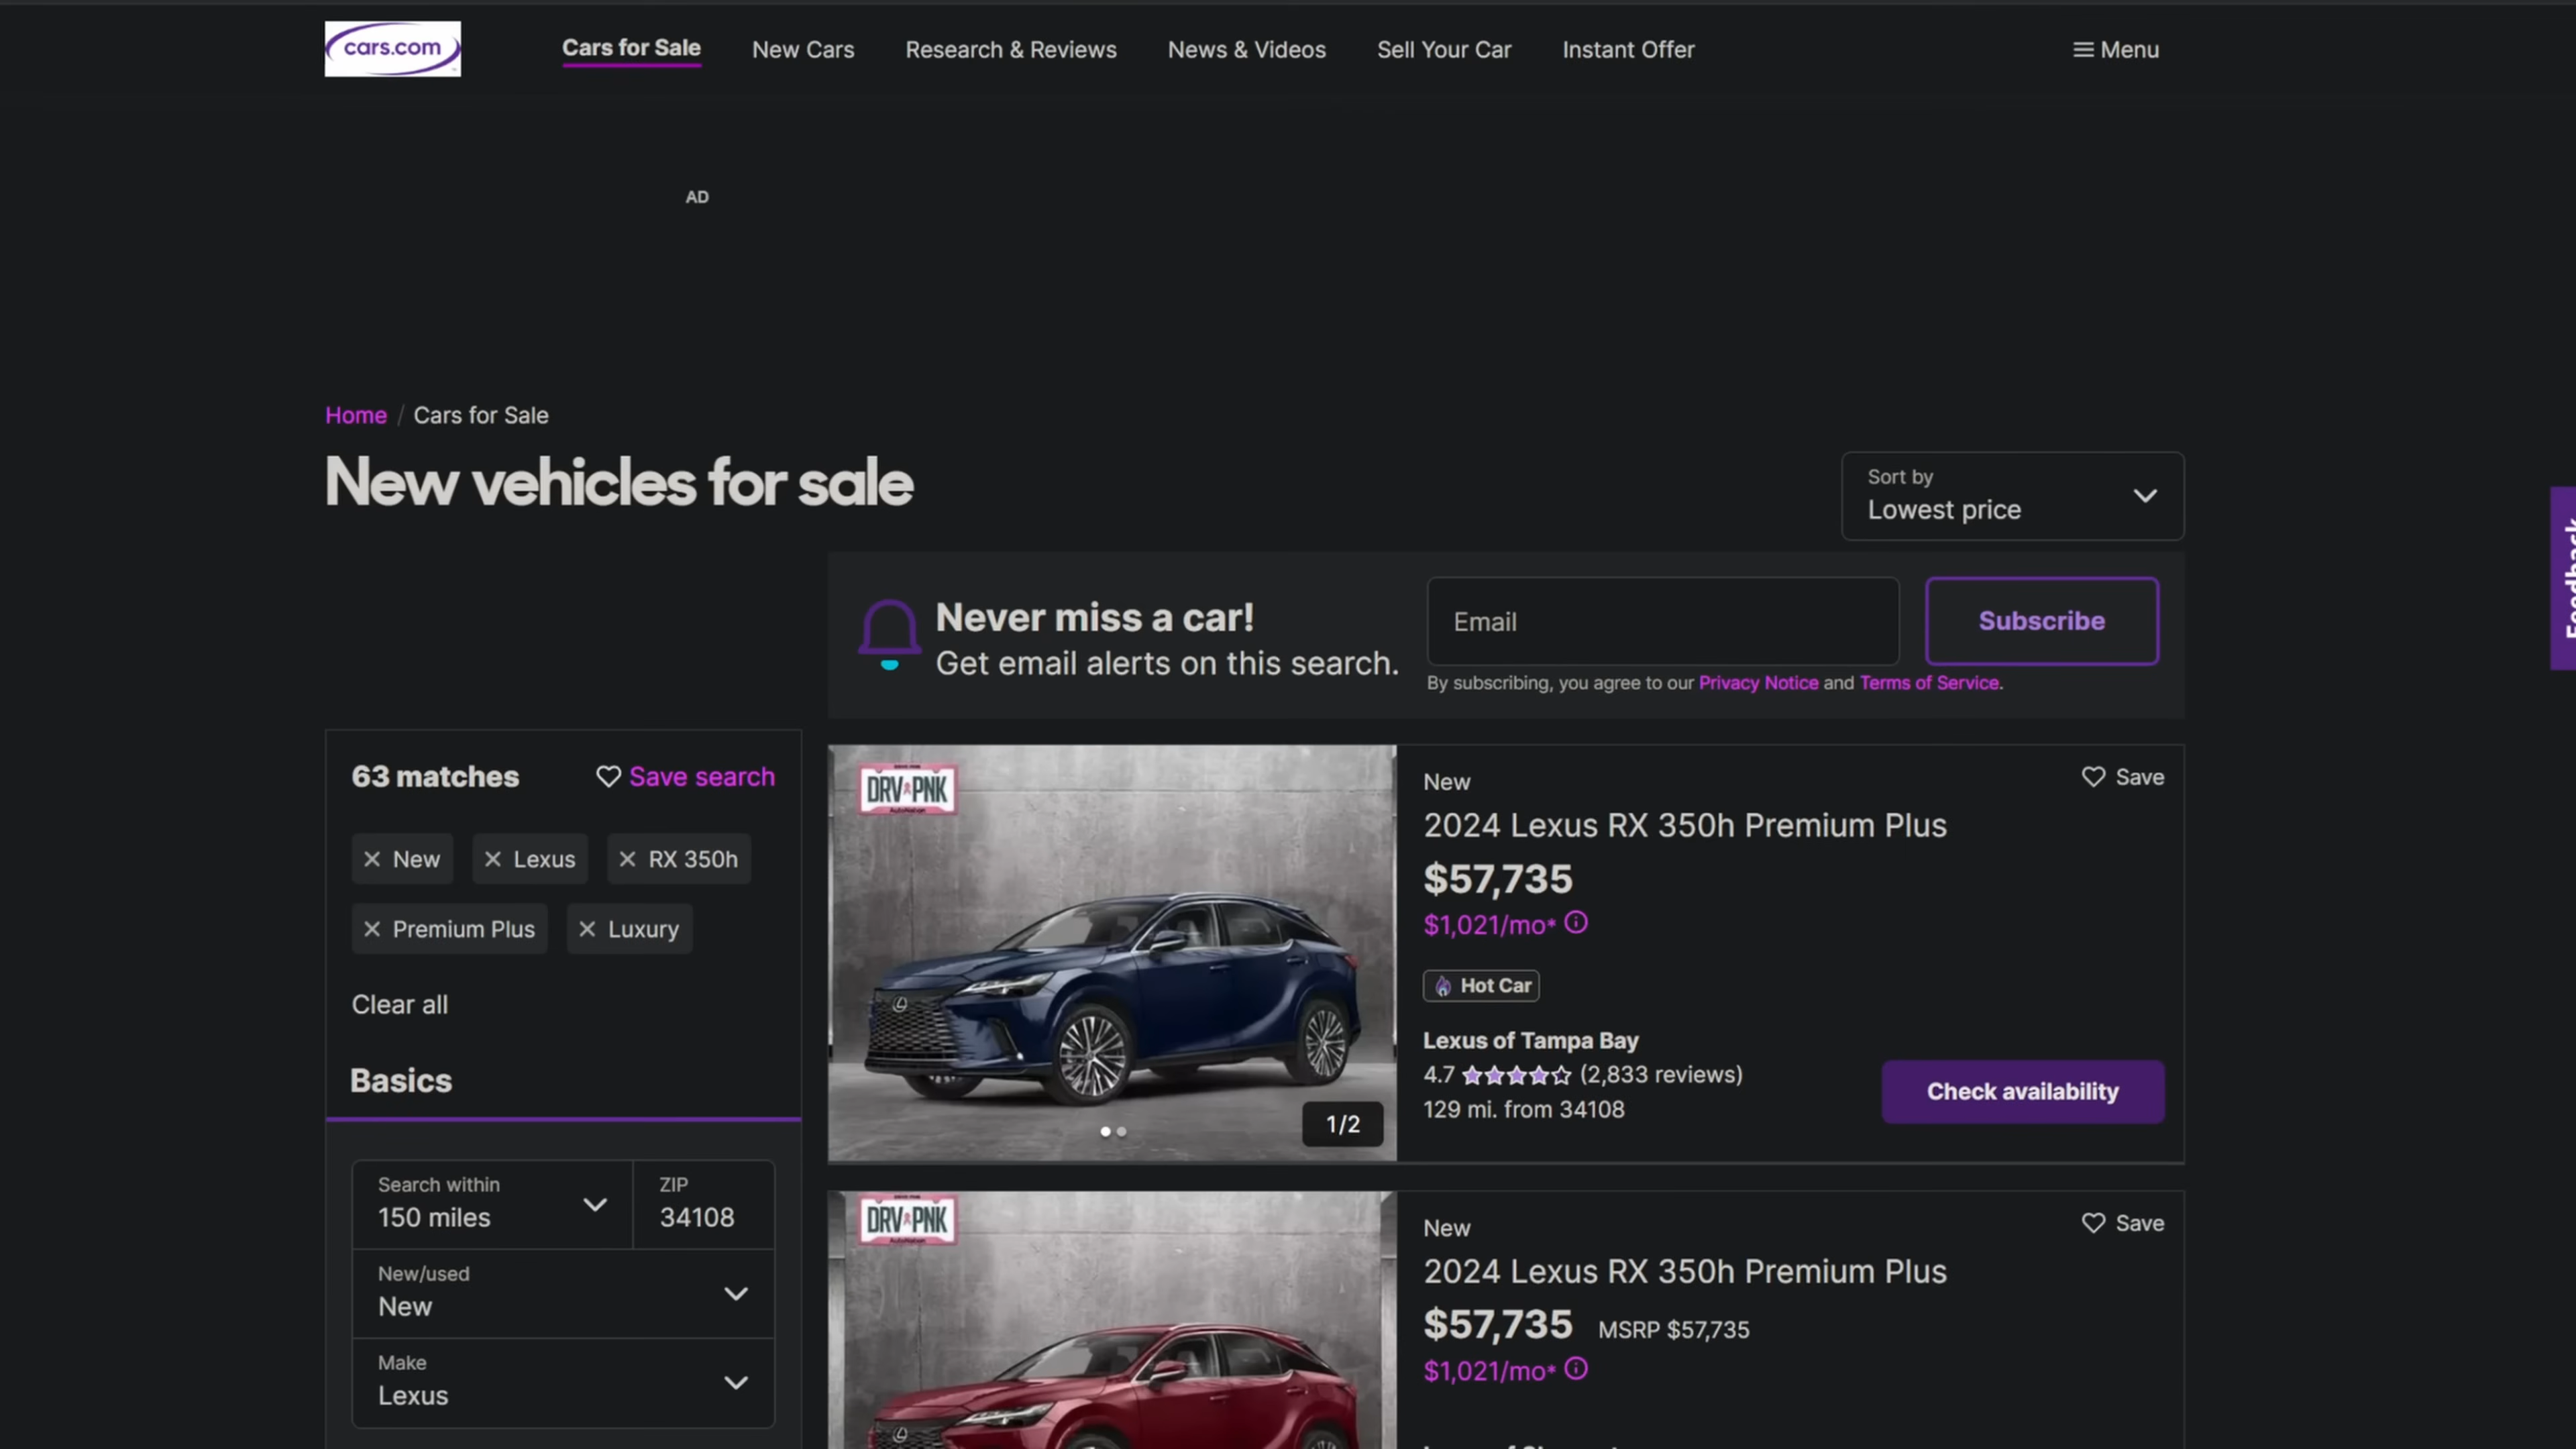 cars.com
Cars for Sale
New Cars
Research & Reviews
News & Videos
Sell Your Car
Instant Offer
Menu
AD
Home / Cars for Sale
New vehicles for sale
Sort by
Lowest price
Feedback
Never miss a car!
Get email alerts on this search.
Email
Subscribe
By subscribing, you agree to our Privacy Notice and Terms of Service.
63 matches
Save search
New
Lexus
RX 350h
Premium Plus
Luxury
Clear all
Basics
Search within
150 miles
ZIP
34108
New/used
New
Make
Lexus
DRV PNK
AutoNation
1/2
New
Save
2024 Lexus RX 350h Premium Plus
$57,735
$1,021/mo*
Hot Car
Lexus of Tampa Bay
4.7 (2,833 reviews)
129 mi. from 34108
Check availability
DRV PNK
AutoNation
New
Save
2024 Lexus RX 350h Premium Plus
$57,735 MSRP $57,735
$1,021/mo*